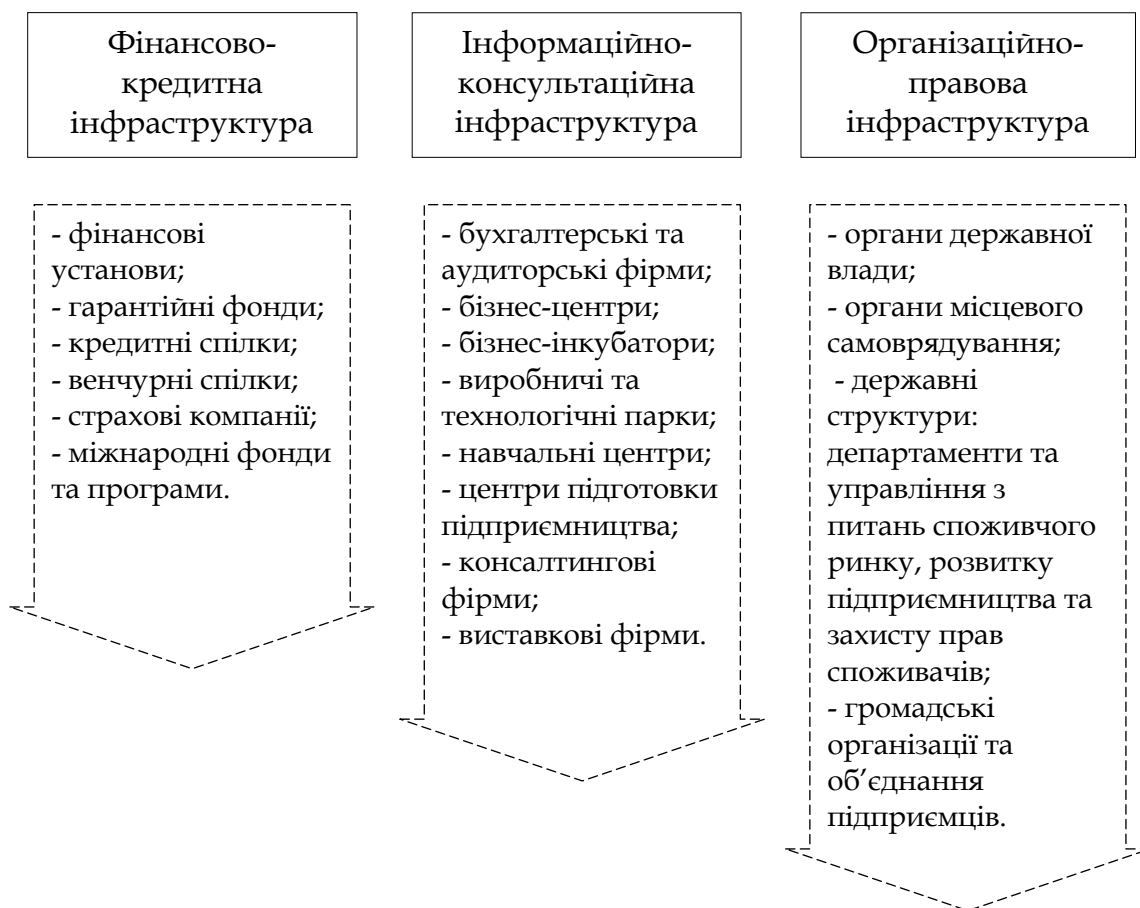 Фінансово-
кредитна
інфраструктура
Інформаційно-
консультаційна
інфраструктура
Організаційно-
правова
інфраструктура
- фінансові
установи;
- гарантійні фонди;
- кредитні спілки;
- венчурні спілки;
- страхові компанії;
- міжнародні фонди
та програми.
- бухгалтерські та
аудиторські фірми;
- бізнес-центри;
- бізнес-інкубатори;
- виробничі та
технологічні парки;
- навчальні центри;
- центри підготовки
підприємництва;
- консалтингові
фірми;
- виставкові фірми.
- органи державної
влади;
- органи місцевого
самоврядування;
- державні
структури:
департаменти та
управління з
питань споживчого
ринку, розвитку
підприємництва та
захисту прав
споживачів;
- громадські
організації та
об’єднання
підприємців.